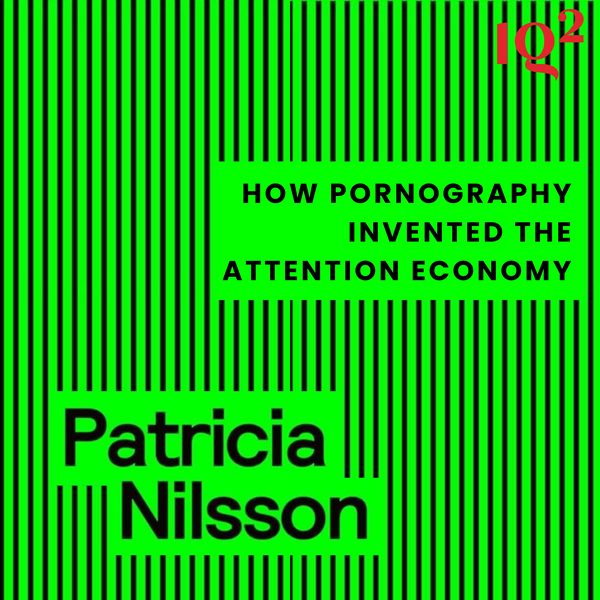 IQ2
HOW PORNOGRAPHY
INVENTED THE
ATTENTION ECONOMY
Patricia
Nilsson